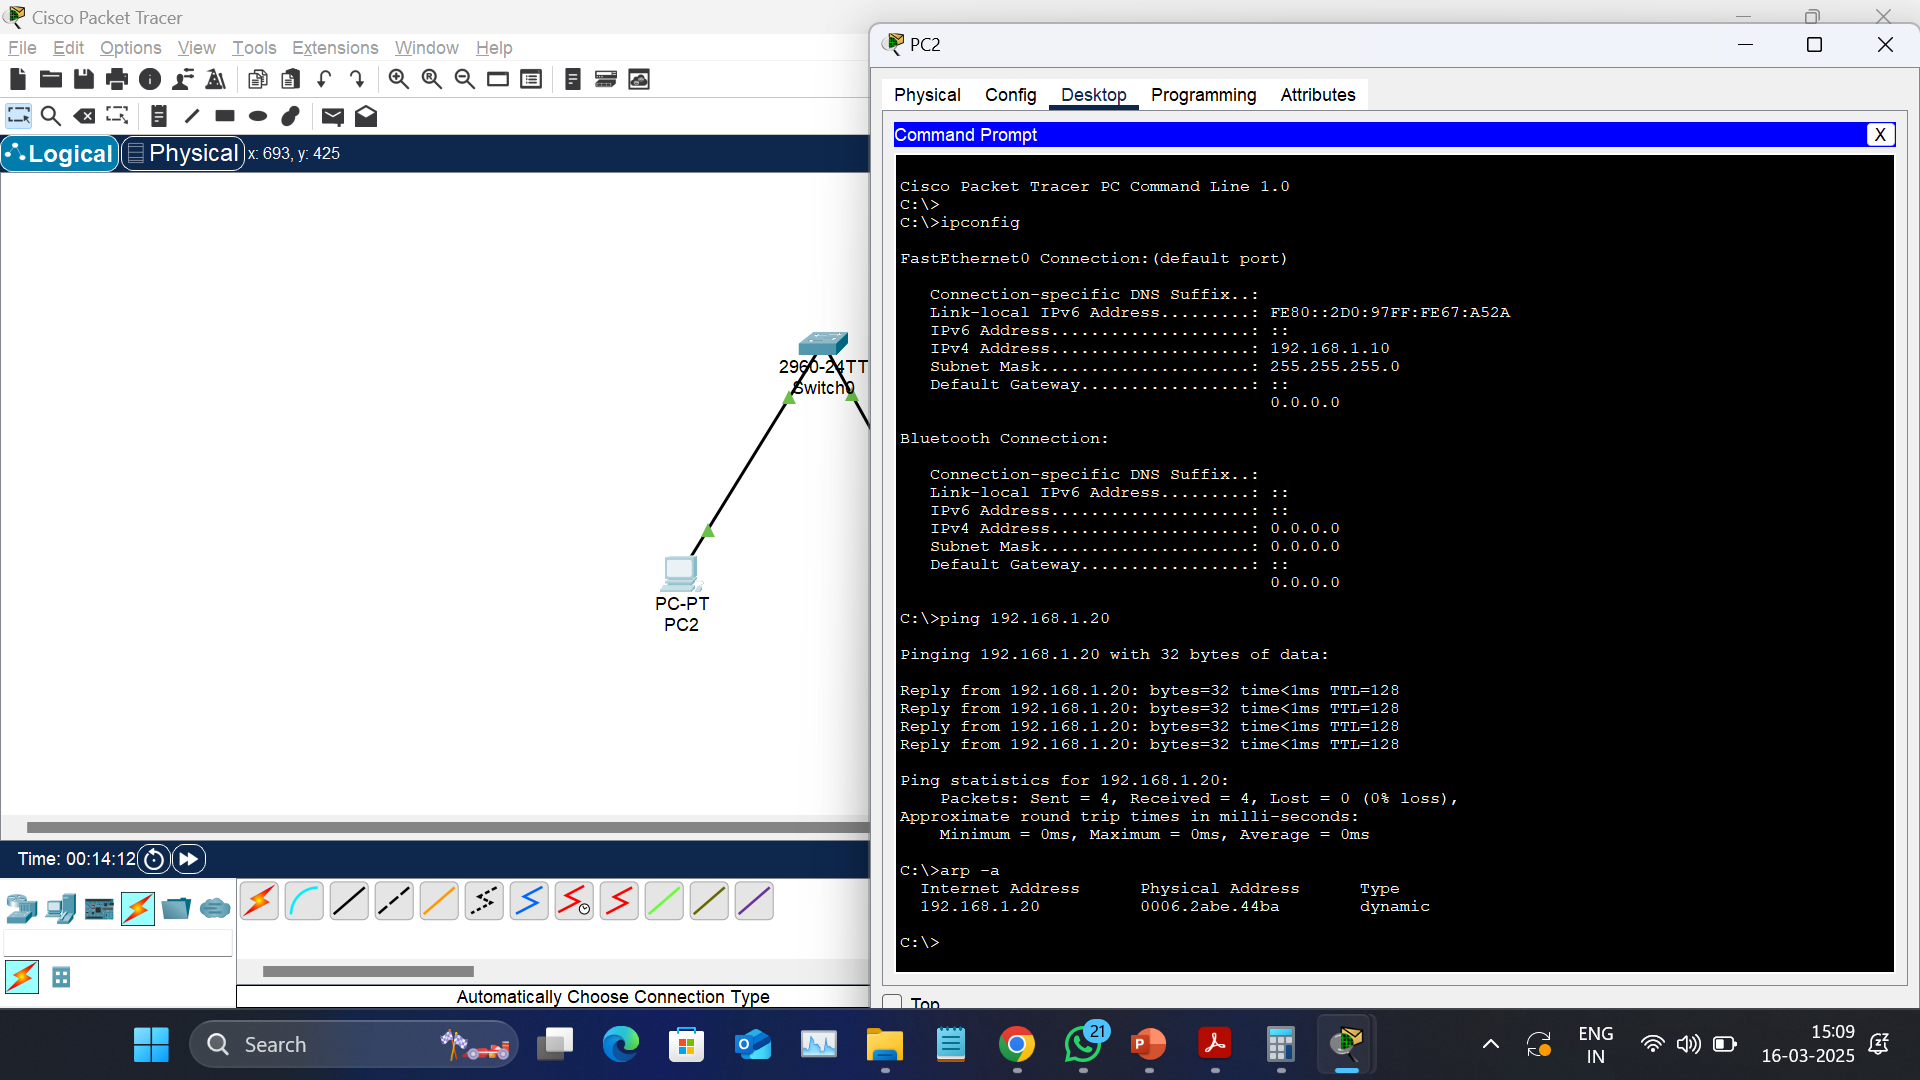 Cisco Packet Tracer
File Edit Options View Tools Extensions Window Help
Logical Physical x: 693, y: 425
2960-24TT
Switch0
PC-PT
PC2
Time: 00:14:12
Automatically Choose Connection Type
PC2
Physical Config Desktop Programming Attributes
Command Prompt X
Cisco Packet Tracer PC Command Line 1.0
C:\>
C:\>ipconfig
FastEthernet0 Connection:(default port)
Connection-specific DNS Suffix..:
Link-local IPv6 Address.........: FE80::2D0:97FF:FE67:A52A
IPv6 Address....................: ::
IPv4 Address....................: 192.168.1.10
Subnet Mask.....................: 255.255.255.0
Default Gateway.................: ::
0.0.0.0
Bluetooth Connection:
Connection-specific DNS Suffix..:
Link-local IPv6 Address.........: ::
IPv6 Address....................: ::
IPv4 Address....................: 0.0.0.0
Subnet Mask.....................: 0.0.0.0
Default Gateway.................: ::
0.0.0.0
C:\>ping 192.168.1.20
Pinging 192.168.1.20 with 32 bytes of data:
Reply from 192.168.1.20: bytes=32 time<1ms TTL=128
Reply from 192.168.1.20: bytes=32 time<1ms TTL=128
Reply from 192.168.1.20: bytes=32 time<1ms TTL=128
Reply from 192.168.1.20: bytes=32 time<1ms TTL=128
Ping statistics for 192.168.1.20:
Packets: Sent = 4, Received = 4, Lost = 0 (0% loss),
Approximate round trip times in milli-seconds:
Minimum = 0ms, Maximum = 0ms, Average = 0ms
C:\>arp -a
Internet Address Physical Address Type
192.168.1.20 0006.2abe.44ba dynamic
C:\>
Top
Search
21
ENG
IN
15:09
16-03-2025